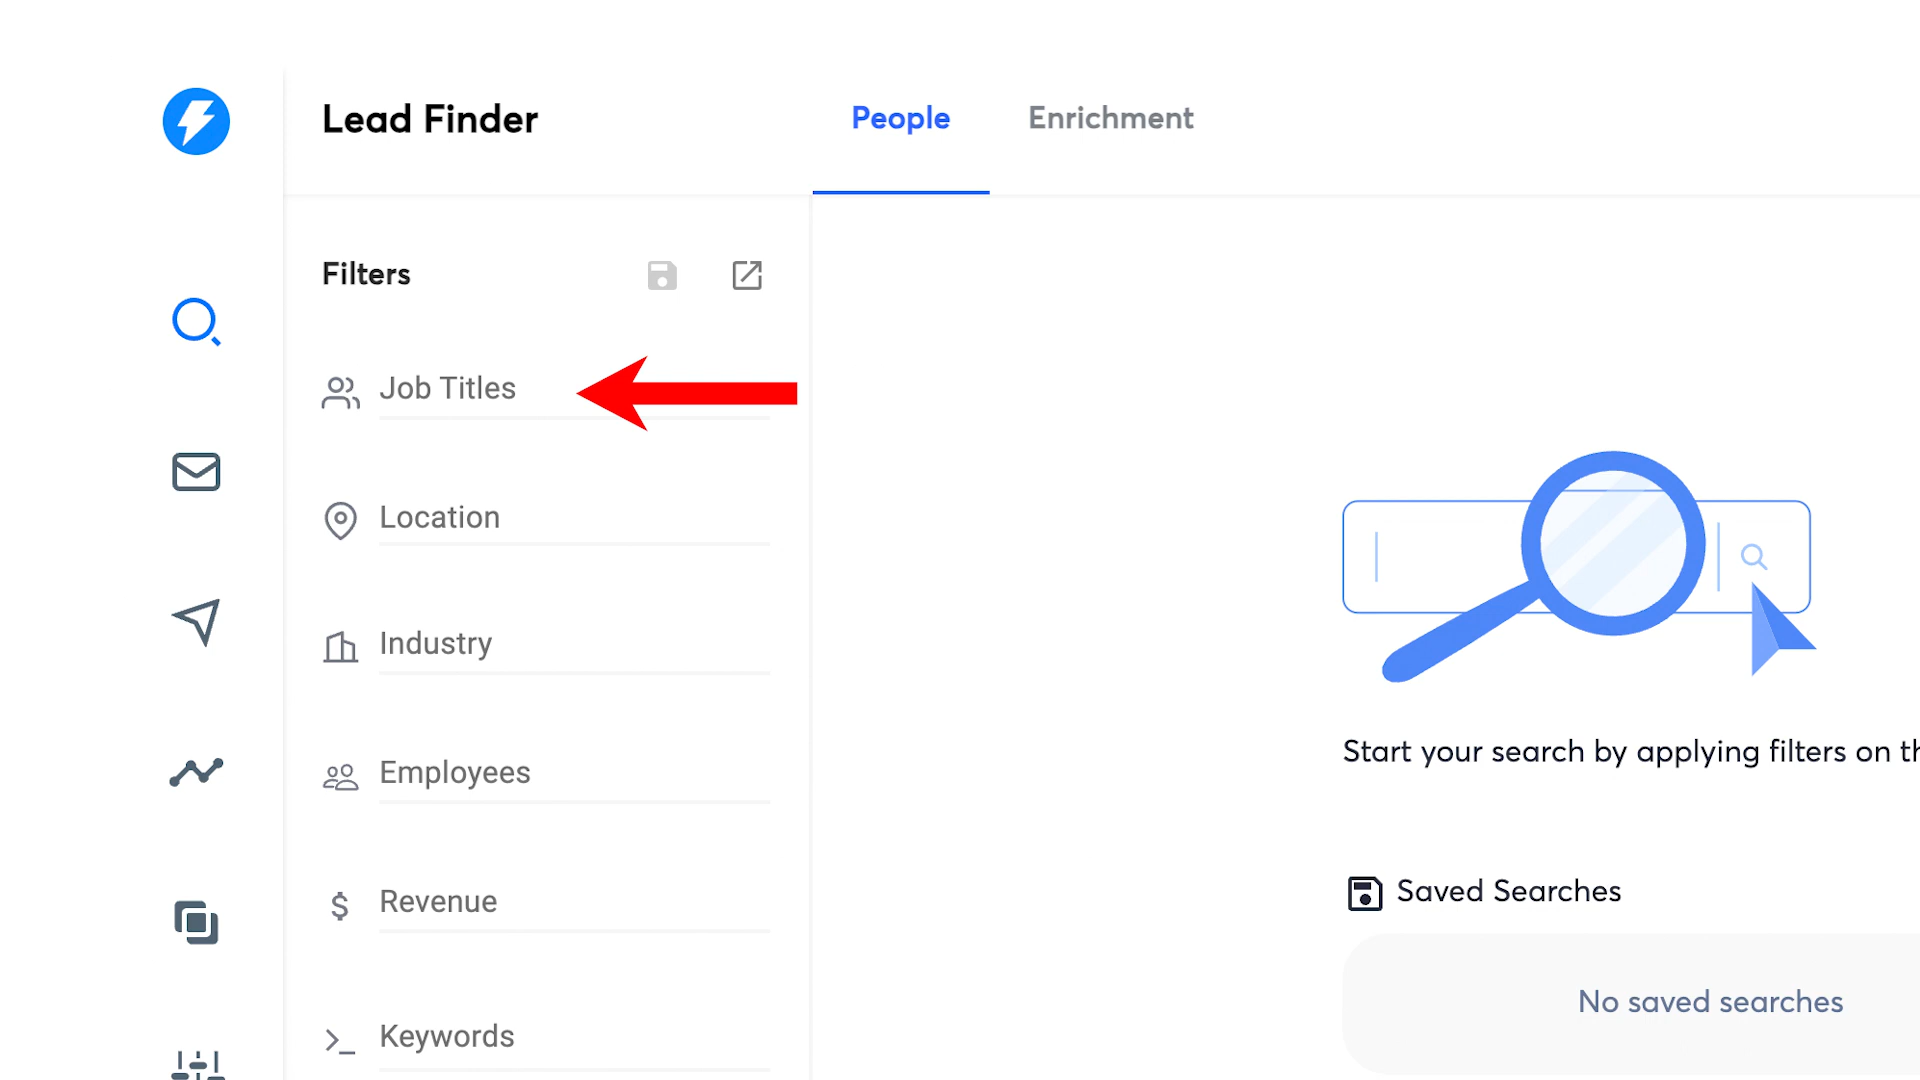 Lead Finder
People
Enrichment
Filters
Job Titles
Location
Industry
Employees
Revenue
Keywords
Start your search by applying filters on th
Saved Searches
No saved searches